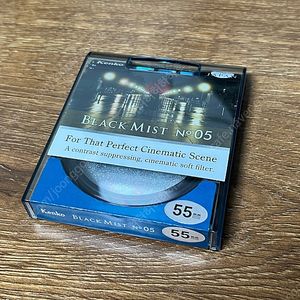 Kenko
BLACK MIST No 05
For That Perfect Cinematic Scene
A contrast suppressing, cinematic soft filter.
Kenko BLACK MIST No 05 55mm
55mm